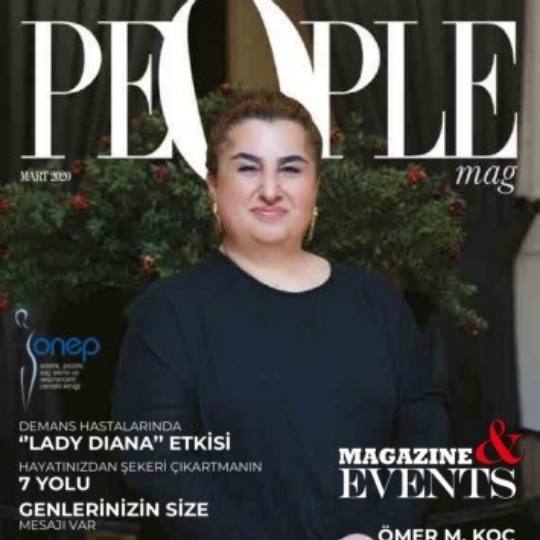 PEOPLE
mag
MART 2020
onep
DEMANS HASTALARINDA
‘’LADY DIANA’’ ETKİSİ
HAYATINIZDAN ŞEKERİ ÇIKARTMANIN
7 YOLU
GENLERİNİZİN SİZE
MESAJI VAR
MAGAZINE &
EVENTS
ÖMER M. KOÇ